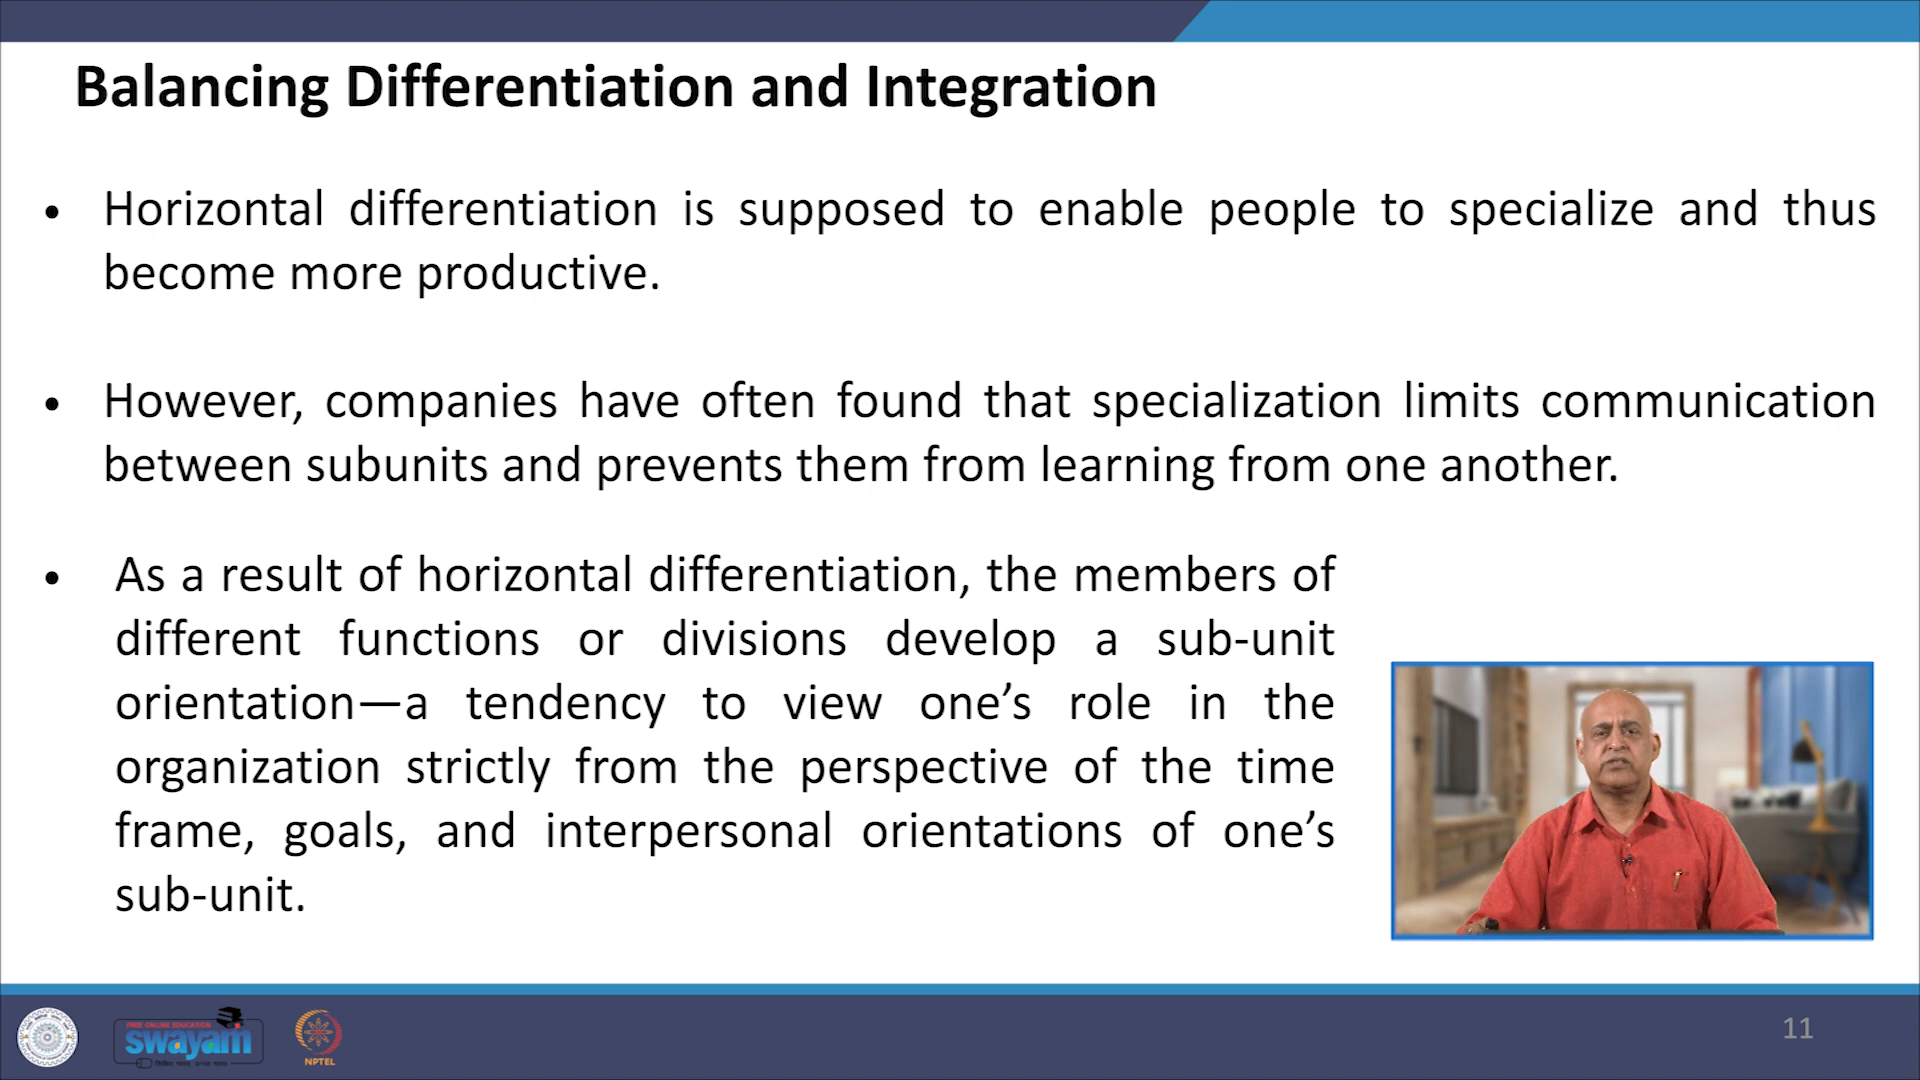 Balancing Differentiation and Integration
• Horizontal differentiation is supposed to enable people to specialize and thus
become more productive.
• However, companies have often found that specialization limits communication
between subunits and prevents them from learning from one another.
• As a result of horizontal differentiation, the members of
different functions or divisions develop a sub-unit
orientation—a tendency to view one’s role in the
organization strictly from the perspective of the time
frame, goals, and interpersonal orientations of one’s
sub-unit.
FREE ONLINE EDUCATION
swayam
NPTEL
11